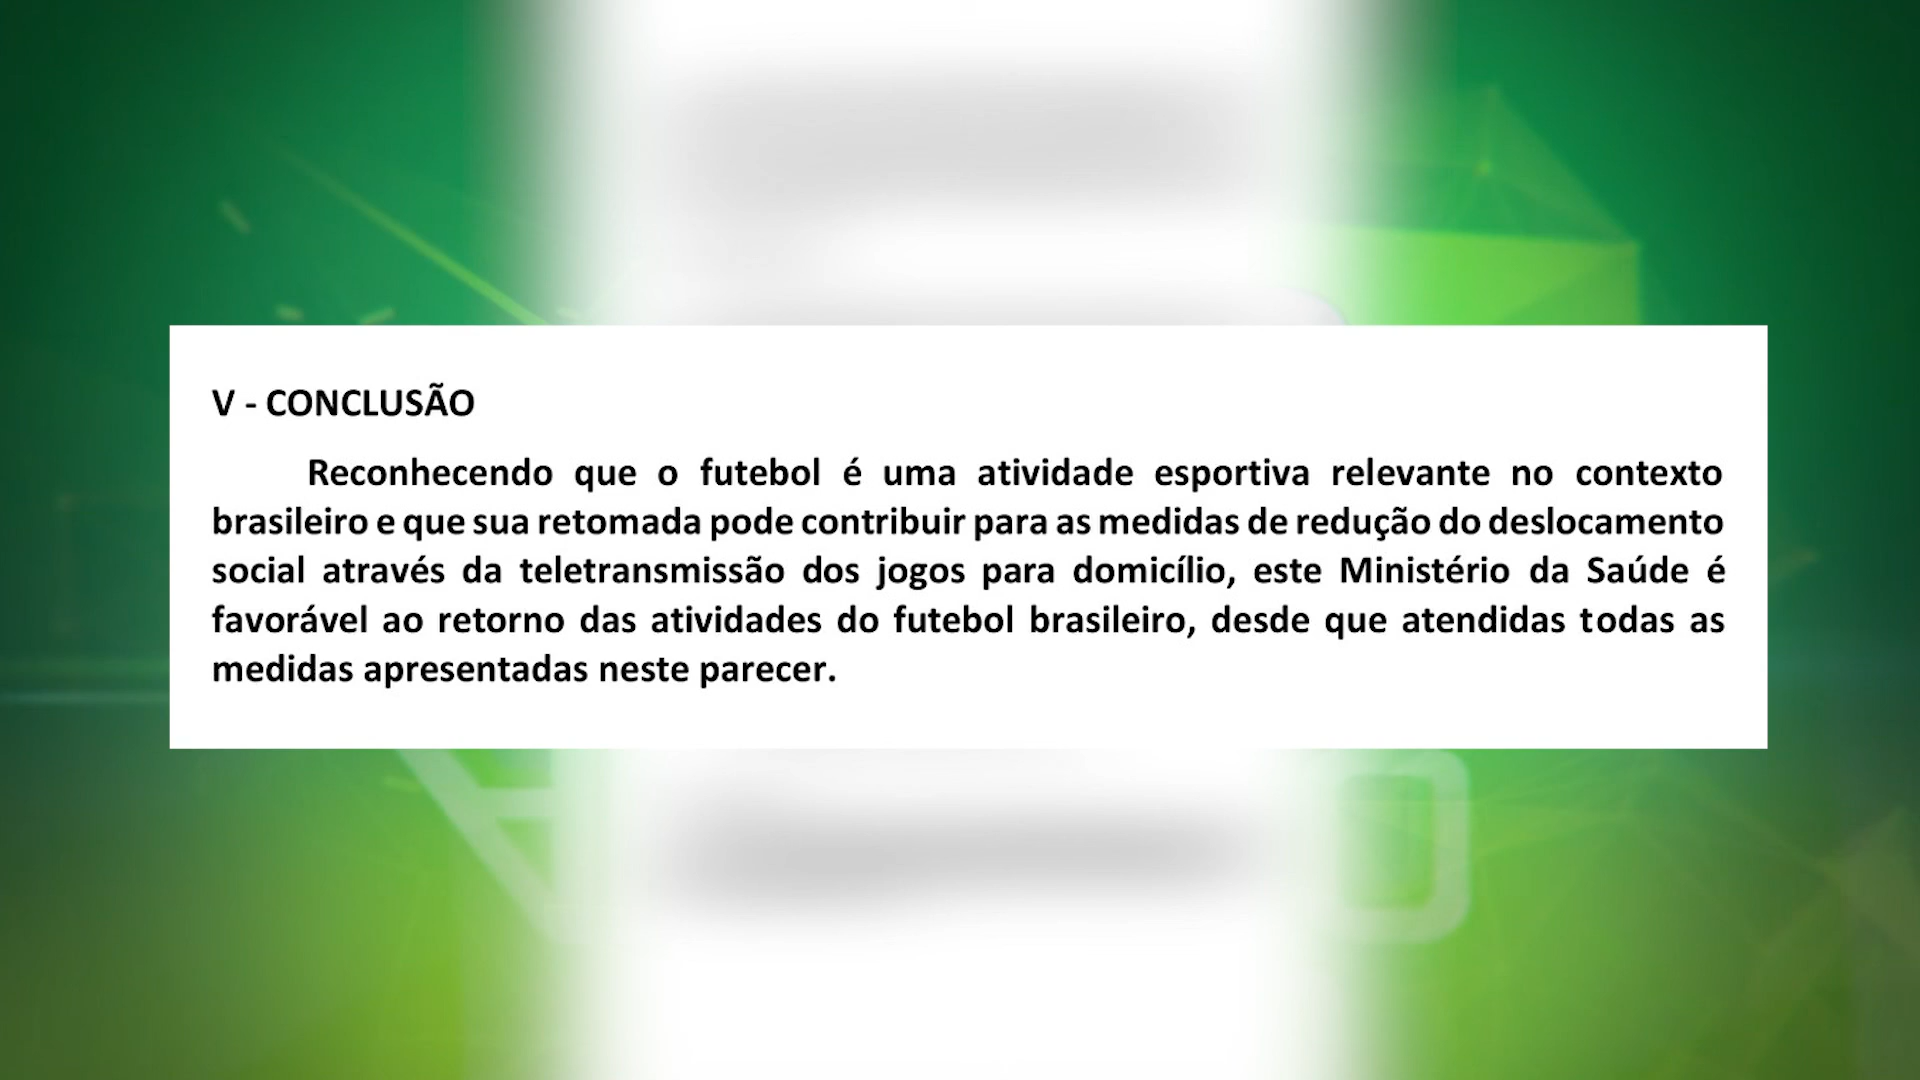 V - CONCLUSÃO
Reconhecendo que o futebol é uma atividade esportiva relevante no contexto
brasileiro e que sua retomada pode contribuir para as medidas de redução do deslocamento
social através da teletransmissão dos jogos para domicílio, este Ministério da Saúde é
favorável ao retorno das atividades do futebol brasileiro, desde que atendidas todas as
medidas apresentadas neste parecer.